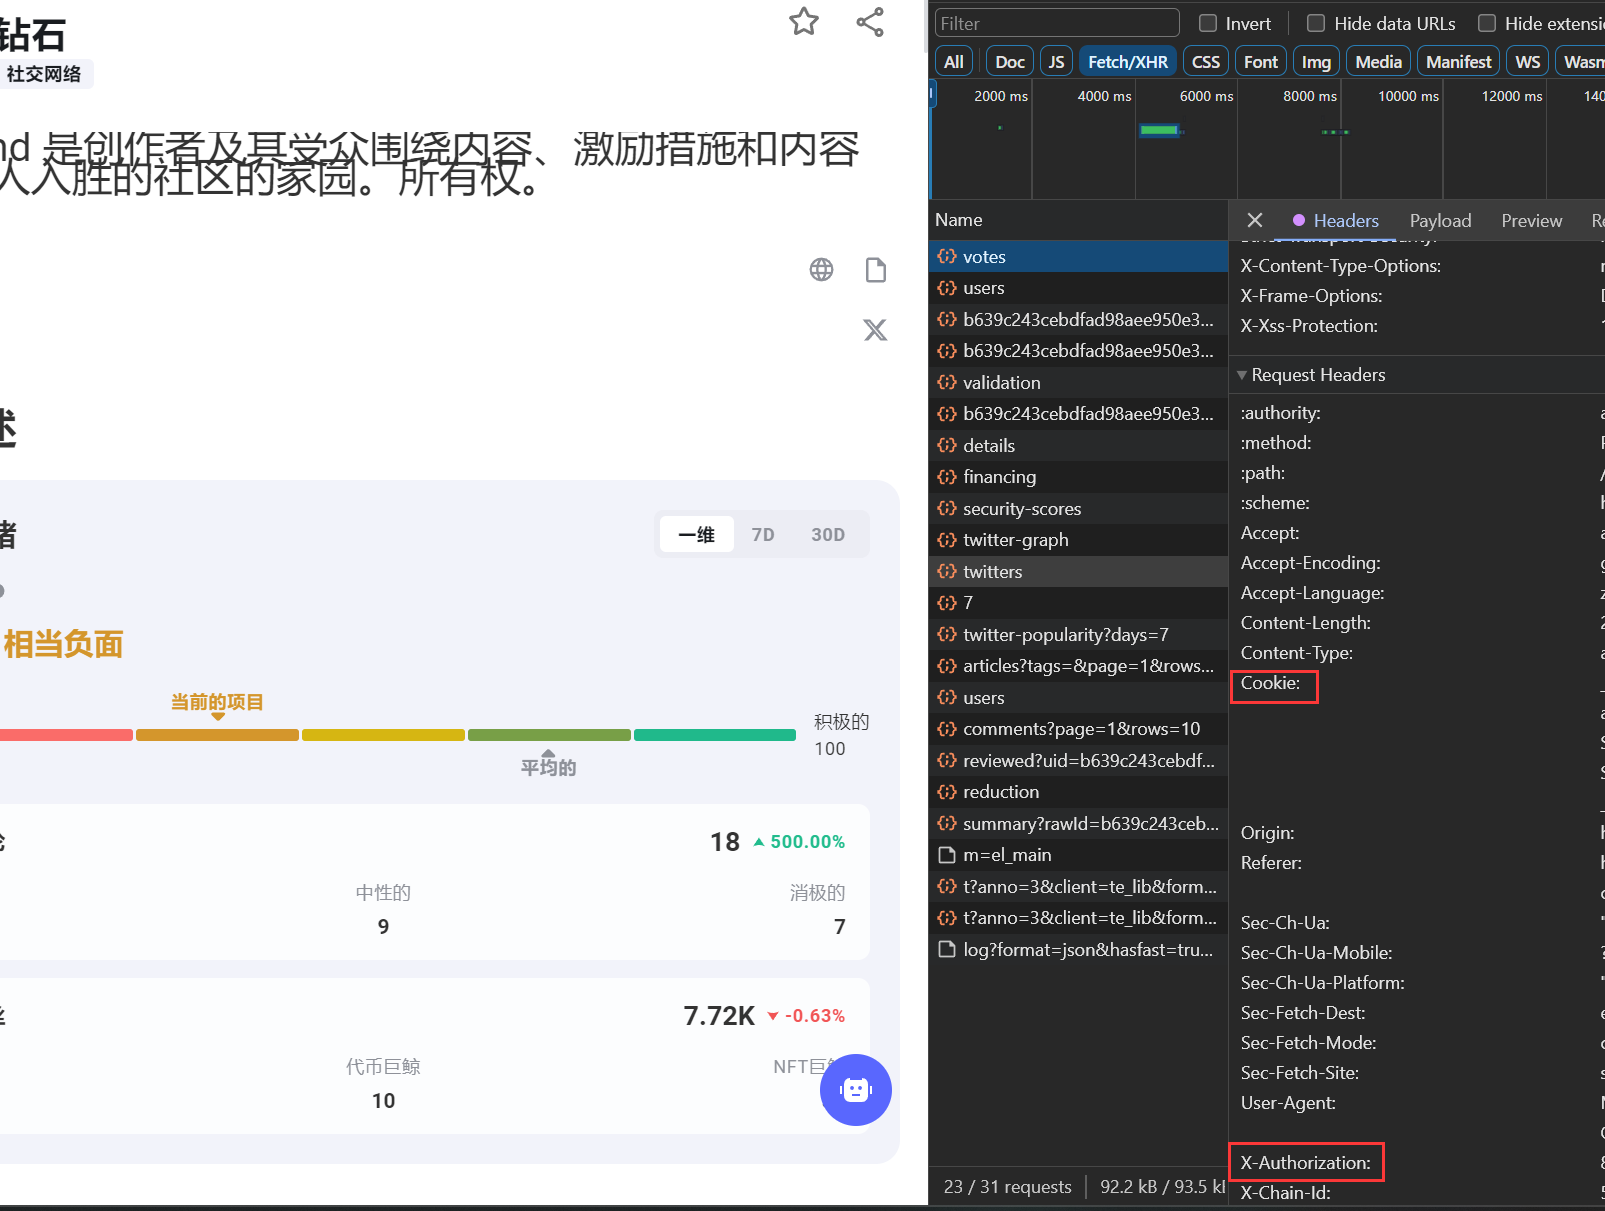 钻石
社交网络
nd 是创作者及其受众围绕内容、激励措施和内容
人入胜的社区的家园。所有权。
述
绪
一维
7D
30D
相当负面
当前的项目
积极的
100
平均的
18
500.00%
中性的
消极的
9
7
7.72K
-0.63%
代币巨鲸
NFT巨
10
Filter
Invert
Hide data URLs
Hide extensi
All
Doc
JS
Fetch/XHR
CSS
Font
Img
Media
Manifest
WS
Wasm
2000 ms
4000 ms
6000 ms
8000 ms
10000 ms
12000 ms
140
Name
votes
users
b639c243cebdfad98aee950e3...
b639c243cebdfad98aee950e3...
validation
b639c243cebdfad98aee950e3...
details
financing
security-scores
twitter-graph
twitters
7
twitter-popularity?days=7
articles?tags=&page=1&rows...
users
comments?page=1&rows=10
reviewed?uid=b639c243cebdf...
reduction
summary?rawId=b639c243ceb...
m=el_main
t?anno=3&client=te_lib&form...
t?anno=3&client=te_lib&form...
log?format=json&hasfast=tru...
23 / 31 requests
92.2 kB / 93.5 k
Headers
Payload
Preview
Re
Strict-Transport-Security:
X-Content-Type-Options:
X-Frame-Options:
X-Xss-Protection:
Request Headers
:authority:
:method:
:path:
:scheme:
Accept:
Accept-Encoding:
Accept-Language:
Content-Length:
Content-Type:
Cookie:
Origin:
Referer:
Sec-Ch-Ua:
Sec-Ch-Ua-Mobile:
Sec-Ch-Ua-Platform:
Sec-Fetch-Dest:
Sec-Fetch-Mode:
Sec-Fetch-Site:
User-Agent:
X-Authorization:
X-Chain-Id: